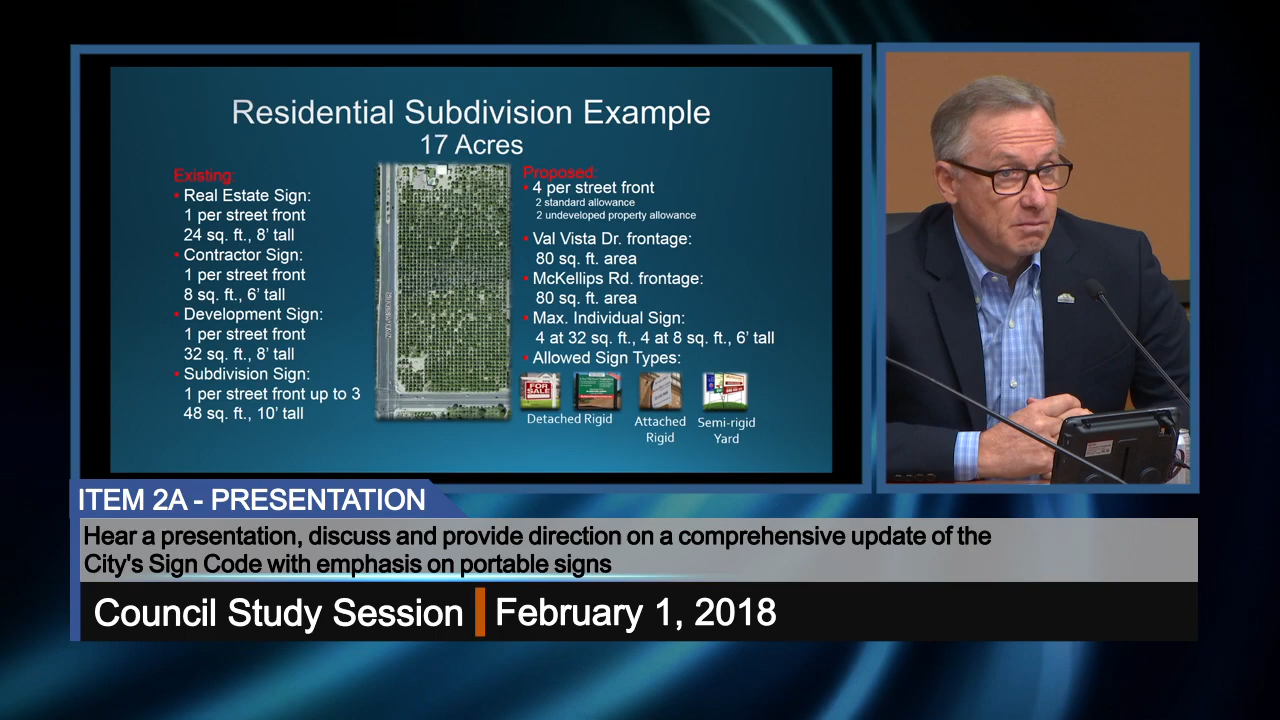 Residential Subdivision Example
17 Acres
Existing:
• Real Estate Sign:
1 per street front
24 sq. ft., 8' tall
• Contractor Sign:
1 per street front
8 sq. ft., 6' tall
• Development Sign:
1 per street front
32 sq. ft., 8' tall
• Subdivision Sign:
1 per street front up to 3
48 sq. ft., 10' tall
Proposed:
• 4 per street front
2 standard allowance
2 undeveloped property allowance
• Val Vista Dr. frontage:
80 sq. ft. area
• McKellips Rd. frontage:
80 sq. ft. area
• Max. Individual Sign:
4 at 32 sq. ft., 4 at 8 sq. ft., 6' tall
• Allowed Sign Types:
FOR
SALE
Detached Rigid
Attached
Rigid
Semi-rigid
Yard
ITEM 2A - PRESENTATION
Hear a presentation, discuss and provide direction on a comprehensive update of the
City's Sign Code with emphasis on portable signs
Council Study Session
February 1, 2018